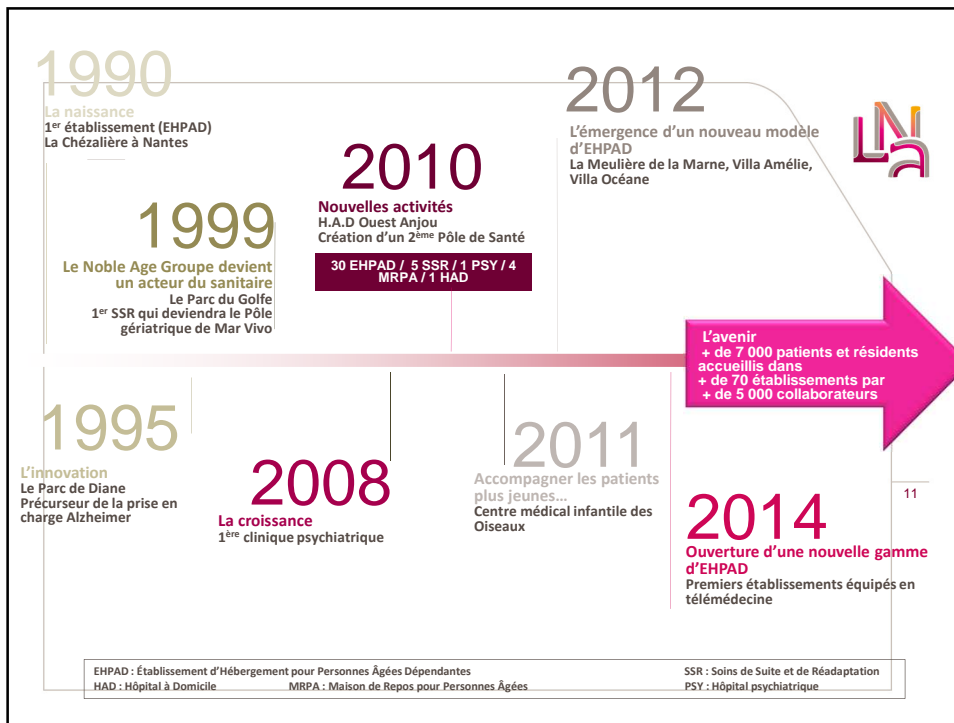 1990
La naissance
1er établissement (EHPAD)
La Chézalière à Nantes
1999
Le Noble Age Groupe devient
un acteur du sanitaire
Le Parc du Golfe
1er SSR qui deviendra le Pôle
gériatrique de Mar Vivo
2010
Nouvelles activités
H.A.D Ouest Anjou
Création d'un 2ème Pôle de Santé
30 EHPAD / 5 SSR / 1 PSY / 4
MRPA / 1 HAD
2012
L'émergence d'un nouveau modèle
d'EHPAD
La Meulière de la Marne, Villa Amélie,
Villa Océane
LNa
L'avenir
+ de 7 000 patients et résidents
accueillis dans
+ de 70 établissements par
+ de 5 000 collaborateurs
1995
L'innovation
Le Parc de Diane
Précurseur de la prise en
charge Alzheimer
2008
La croissance
1ère clinique psychiatrique
2011
Accompagner les patients
plus jeunes…
Centre médical infantile des
Oiseaux
2014
Ouverture d'une nouvelle gamme
d'EHPAD
Premiers établissements équipés en
télémédecine
11
EHPAD : Établissement d'Hébergement pour Personnes Âgées Dépendantes SSR : Soins de Suite et de Réadaptation
HAD : Hôpital à Domicile MRPA : Maison de Repos pour Personnes Âgées PSY : Hôpital psychiatrique